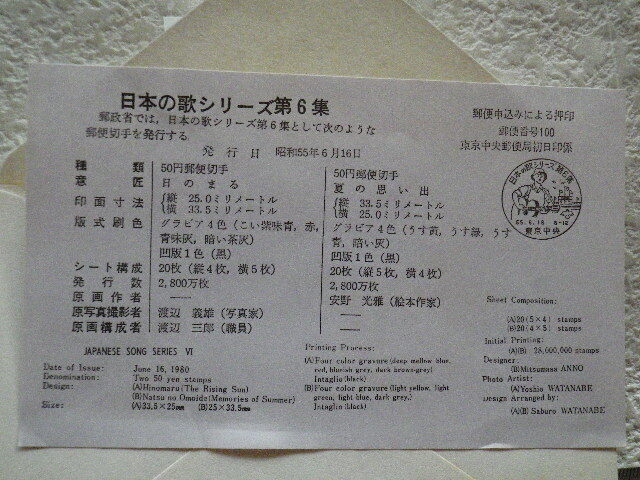 日本の歌シリーズ第6集
郵政省では、日本の歌シリーズ第6集として次のような
郵便切手を発行する
発行日 昭和55年6月16日
郵便申込みによる押印
郵便番号100
東京中央郵便局初日印係
種類 50円郵便切手 50円郵便切手
意匠 日のまる 夏の思い出
印面寸法 {縦 25.0ミリメートル {縦 33.5ミリメートル
横 33.5ミリメートル 横 25.0ミリメートル
版式刷色 グラビア4色(こい紫味青,赤, グラビア4色(うす黄,うす緑,うす
青味灰,暗い茶灰) 青,暗い灰)
凹版1色(黒) 凹版1色(黒)
シート構成 20枚(縦4枚,横5枚) 20枚(縦5枚,横4枚)
発行数 2,800万枚 2,800万枚
原画作者 — 安野 光雅(絵本作家)
原写真撮影者 渡辺 義雄(写真家) —
原画構成者 渡辺 三郎(職員) —
日本の歌シリーズ第6集
55.6.16 8-12
東京中央
JAPANESE SONG SERIES VI
Date of Issue: June 16, 1980
Denomination: Two 50 yen stamps
Design: (A)Hinomaru(The Rising Sun)
(B)Natsu no Omoide(Memories of Summer)
Size: (A)33.5×25mm (B)25×33.5mm
Printing Process:
(A)Four color gravure(deep mellow blue,
red, blueish grey, dark brown-grey)
Intaglio(black)
(B)Four color gravure(light yellow, light
green, light blue, dark grey,)
Intaglio(black)
Sheet Composition:
(A)20(5×4) stamps
(B)20(4×5) stamps
Initial Printing:
(A)(B) 28,000,000 stamps
Designer:
(B)Mitsumasa ANNO
Photo Artist:
(A)Yoshio WATANABE
Design Arranged by:
(A)(B) Saburo WATANABE